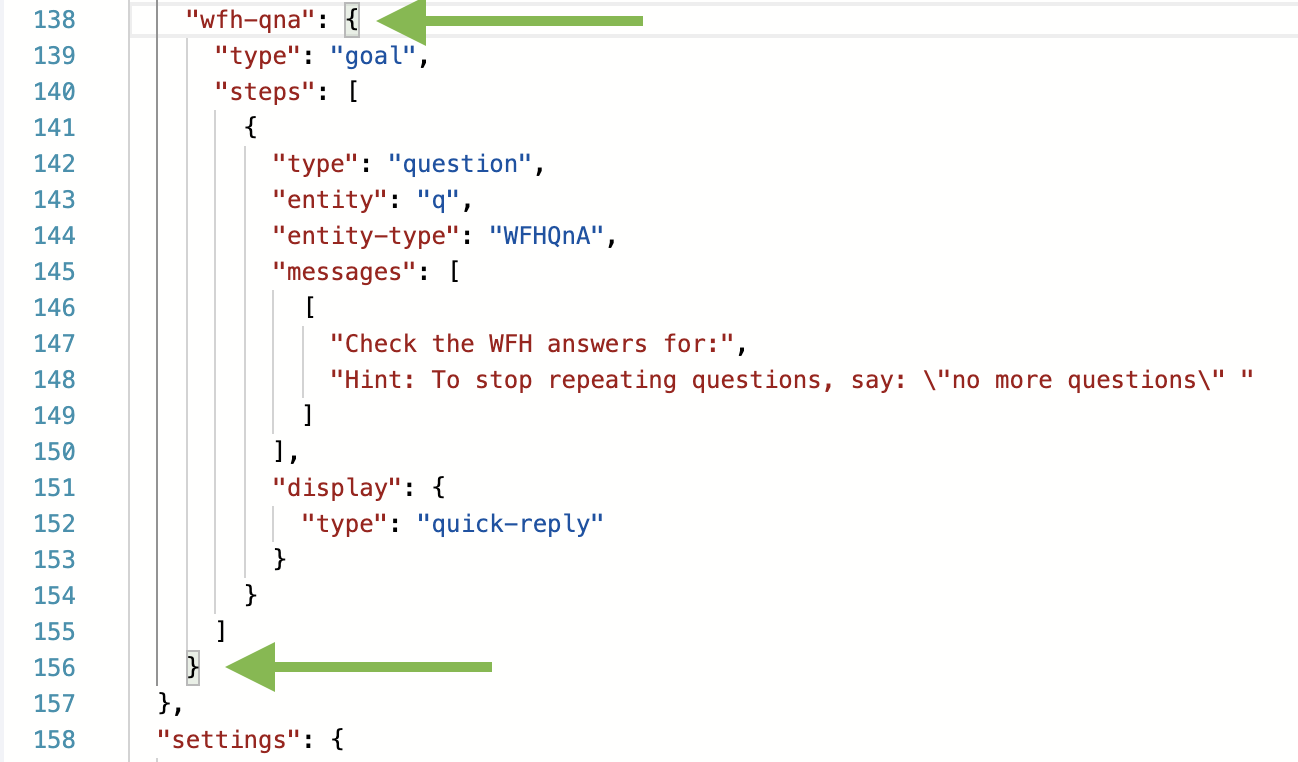 138 "wfh-qna": {
139 "type": "goal",
140 "steps": [
141 {
142 "type": "question",
143 "entity": "q",
144 "entity-type": "WFHQnA",
145 "messages": [
146 [
147 "Check the WFH answers for:",
148 "Hint: To stop repeating questions, say: \"no more questions\" "
149 ]
150 ],
151 "display": {
152 "type": "quick-reply"
153 }
154 }
155 ]
156 }
157 },
158 "settings": {